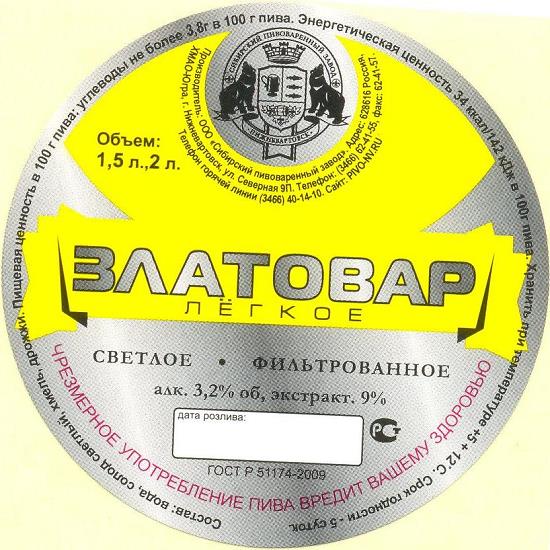 Состав: вода, солод светлый, хмель, дрожжи. Пищевая ценность в 100 г пива: углеводы не более 3,8г в 100 г пива. Энергетическая ценность 34 ккал/142 кДж в 100г пива. Хранить при температуре +5 + 12°С. Срок годности - 5 суток.
СИБИРСКИЙ ПИВОВАРЕННЫЙ ЗАВОД
НИЖНЕВАРТОВСК
Производитель: ООО «Сибирский пивоваренный завод». Адрес: 628616 Россия,
ХМАО-Югра, г. Нижневартовск, ул. Северная 9П. Телефон: (3466) 62-41-55, факс: 62-41-57.
Телефон горячей линии (3466) 40-14-10. Сайт: PIVO-NV.RU
Объем:
1,5 л.,2 л.
ЗЛАТОВАР
ЛЁГКОЕ
СВЕТЛОЕ • ФИЛЬТРОВАННОЕ
алк. 3,2% об, экстракт. 9%
дата розлива:
РСТ
ГОСТ Р 51174-2009
ЧРЕЗМЕРНОЕ УПОТРЕБЛЕНИЕ ПИВА ВРЕДИТ ВАШЕМУ ЗДОРОВЬЮ